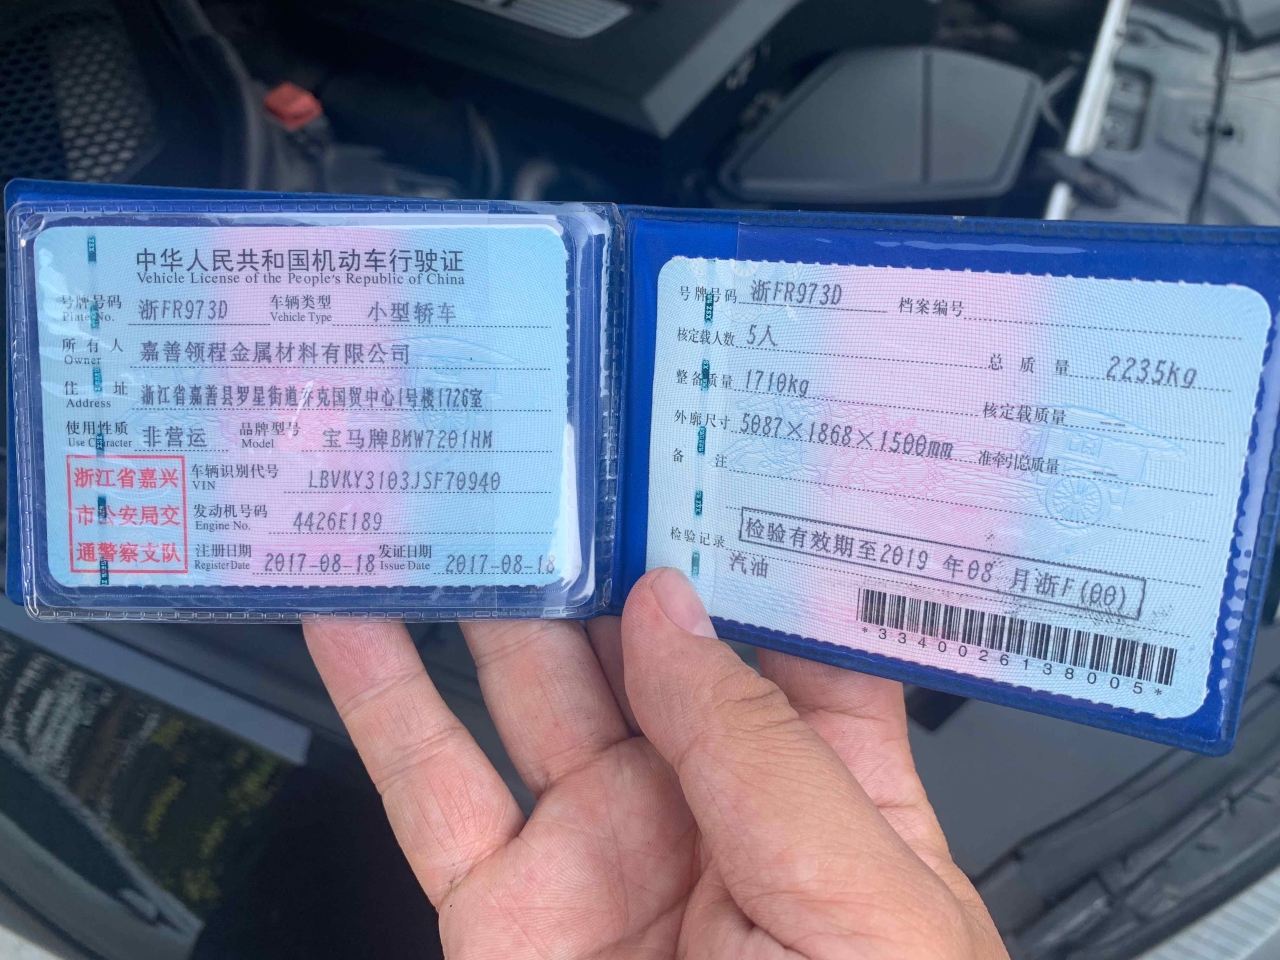 中华人民共和国机动车行驶证
Vehicle License of the People's Republic of China
号牌号码 浙FR973D 车辆类型 小型轿车
Plate No. Vehicle Type
所有人 嘉善领程金属材料有限公司
Owner
住址 浙江省嘉善县罗星街道乔克国贸中心1号楼1726室
Address
使用性质 非营运 品牌型号 宝马牌BMW7201HM
Use Character Model
车辆识别代号 LBVKY3103JSF70940
VIN
发动机号码 4426E189
Engine No.
注册日期 2017-08-18 发证日期 2017-08-18
Register Date Issue Date
浙江省嘉兴
市公安局交
通警察支队
号牌号码 浙FR973D 档案编号
核定载人数 5人 总质量 2235kg
整备质量 1710kg 核定载质量 --
外廓尺寸 5087×1868×1500mm 准牵引总质量 --
备注
检验记录 检验有效期至2019 年08 月浙F(00)
汽油
*3340026138005*